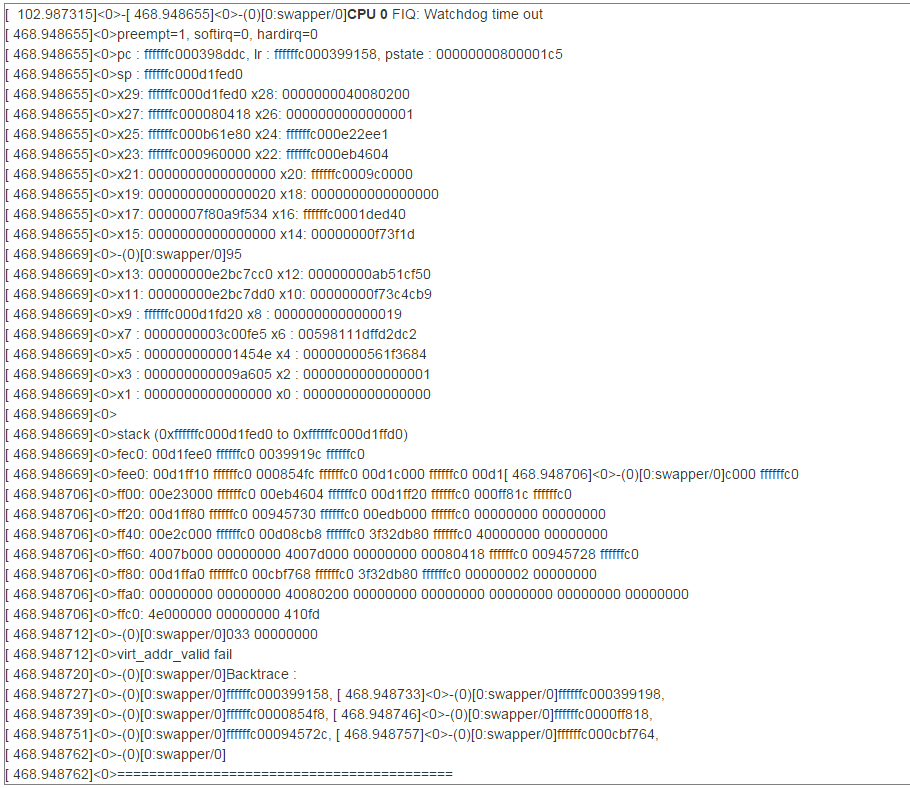 [  102.987315]<0>-[ 468.948655]<0>-(0)[0:swapper/0]CPU 0 FIQ: Watchdog time out
[ 468.948655]<0>preempt=1, softirq=0, hardirq=0
[ 468.948655]<0>pc : ffffffc000398ddc, lr : ffffffc000399158, pstate : 00000000800001c5
[ 468.948655]<0>sp : ffffffc000d1fed0
[ 468.948655]<0>x29: ffffffc000d1fed0 x28: 0000000040080200
[ 468.948655]<0>x27: ffffffc000080418 x26: 0000000000000001
[ 468.948655]<0>x25: ffffffc000b61e80 x24: ffffffc000e22ee1
[ 468.948655]<0>x23: ffffffc000960000 x22: ffffffc000eb4604
[ 468.948655]<0>x21: 0000000000000000 x20: ffffffc0009c0000
[ 468.948655]<0>x19: 0000000000000020 x18: 0000000000000000
[ 468.948655]<0>x17: 0000007f80a9f534 x16: ffffffc0001ded40
[ 468.948655]<0>x15: 0000000000000000 x14: 00000000f73f1d
[ 468.948669]<0>-(0)[0:swapper/0]95
[ 468.948669]<0>x13: 00000000e2bc7cc0 x12: 00000000ab51cf50
[ 468.948669]<0>x11: 00000000e2bc7dd0 x10: 00000000f73c4cb9
[ 468.948669]<0>x9 : ffffffc000d1fd20 x8 : 0000000000000019
[ 468.948669]<0>x7 : 0000000003c00fe5 x6 : 00598111dffd2dc2
[ 468.948669]<0>x5 : 000000000001454e x4 : 00000000561f3684
[ 468.948669]<0>x3 : 000000000009a605 x2 : 0000000000000001
[ 468.948669]<0>x1 : 0000000000000000 x0 : 0000000000000000
[ 468.948669]<0>
[ 468.948669]<0>stack (0xffffffc000d1fed0 to 0xffffffc000d1ffd0)
[ 468.948669]<0>fec0: 00d1fee0 ffffffc0 0039919c ffffffc0
[ 468.948669]<0>fee0: 00d1ff10 ffffffc0 000854fc ffffffc0 00d1c000 ffffffc0 00d1[ 468.948706]<0>-(0)[0:swapper/0]c000 ffffffc0
[ 468.948706]<0>ff00: 00e23000 ffffffc0 00eb4604 ffffffc0 00d1ff20 ffffffc0 000ff81c ffffffc0
[ 468.948706]<0>ff20: 00d1ff80 ffffffc0 00945730 ffffffc0 00edb000 ffffffc0 00000000 00000000
[ 468.948706]<0>ff40: 00e2c000 ffffffc0 00d08cb8 ffffffc0 3f32db80 ffffffc0 40000000 00000000
[ 468.948706]<0>ff60: 4007b000 00000000 4007d000 00000000 00080418 ffffffc0 00945728 ffffffc0
[ 468.948706]<0>ff80: 00d1ffa0 ffffffc0 00cbf768 ffffffc0 3f32db80 ffffffc0 00000002 00000000
[ 468.948706]<0>ffa0: 00000000 00000000 40080200 00000000 00000000 00000000 00000000 00000000
[ 468.948706]<0>ffc0: 4e000000 00000000 410fd
[ 468.948712]<0>-(0)[0:swapper/0]033 00000000
[ 468.948712]<0>virt_addr_valid fail
[ 468.948720]<0>-(0)[0:swapper/0]Backtrace :
[ 468.948727]<0>-(0)[0:swapper/0]ffffffc000399158, [ 468.948733]<0>-(0)[0:swapper/0]ffffffc000399198,
[ 468.948739]<0>-(0)[0:swapper/0]ffffffc0000854f8, [ 468.948746]<0>-(0)[0:swapper/0]ffffffc0000ff818,
[ 468.948751]<0>-(0)[0:swapper/0]ffffffc00094572c, [ 468.948757]<0>-(0)[0:swapper/0]ffffffc000cbf764,
[ 468.948762]<0>-(0)[0:swapper/0]
[ 468.948762]<0>==========================================